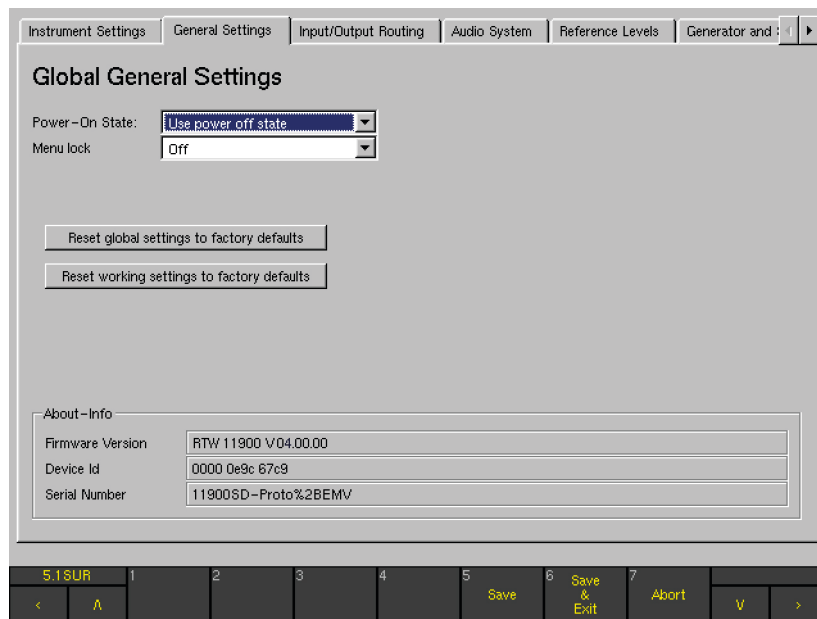 Instrument Settings General Settings Input/Output Routing Audio System Reference Levels Generator and
Global General Settings
Power-On State: Use power off state
Menu lock Off
Reset global settings to factory defaults
Reset working settings to factory defaults
About-Info
Firmware Version RTW 11900 V04.00.00
Device Id 0000 0e9c 67c9
Serial Number 11900SD-Proto%2BEMV
5.1SUR 1 2 3 4 5 Save 6 Save & Exit 7 Abort
< Λ V >